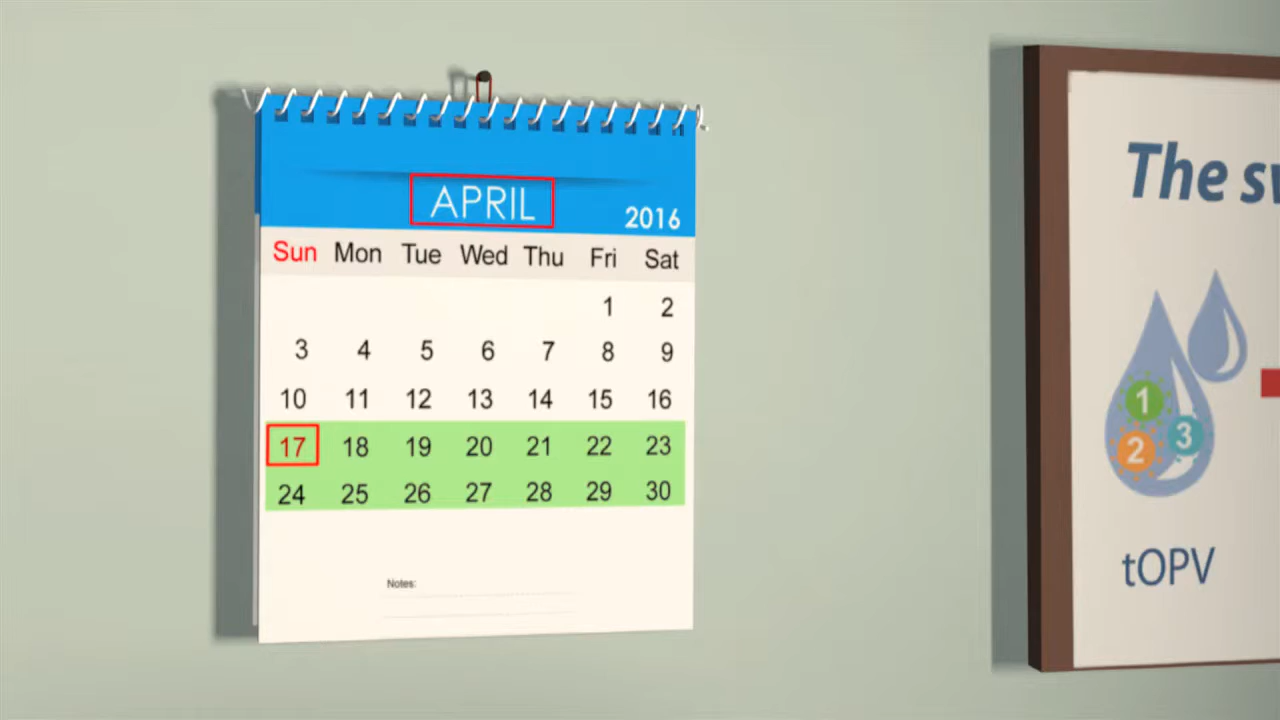 APRIL
2016
Sun Mon Tue Wed Thu Fri Sat
1 2
3 4 5 6 7 8 9
10 11 12 13 14 15 16
17 18 19 20 21 22 23
24 25 26 27 28 29 30
Notes:
The
1
2 3
tOPV